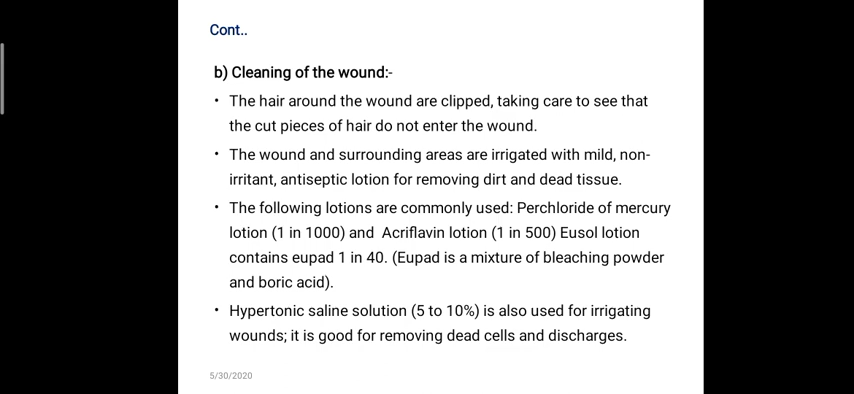 Cont..
b) Cleaning of the wound:-
• The hair around the wound are clipped, taking care to see that
the cut pieces of hair do not enter the wound.
• The wound and surrounding areas are irrigated with mild, non-
irritant, antiseptic lotion for removing dirt and dead tissue.
• The following lotions are commonly used: Perchloride of mercury
lotion (1 in 1000) and Acriflavin lotion (1 in 500) Eusol lotion
contains eupad 1 in 40. (Eupad is a mixture of bleaching powder
and boric acid).
• Hypertonic saline solution (5 to 10%) is also used for irrigating
wounds; it is good for removing dead cells and discharges.
5/30/2020